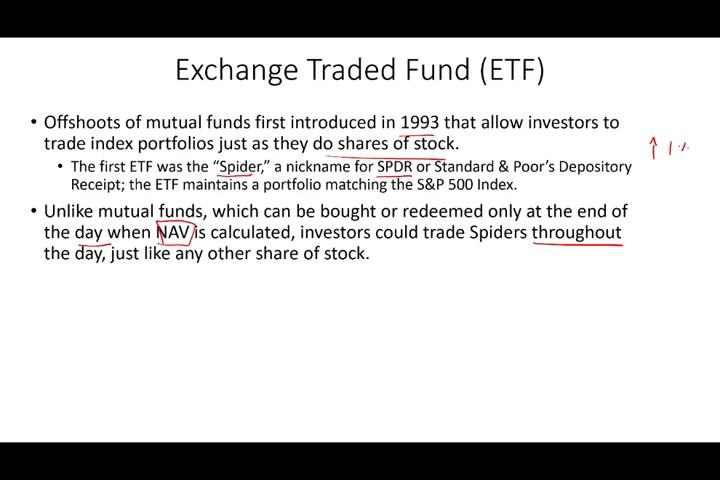 Exchange Traded Fund (ETF)
• Offshoots of mutual funds first introduced in 1993 that allow investors to
trade index portfolios just as they do shares of stock.
• The first ETF was the “Spider,” a nickname for SPDR or Standard & Poor’s Depository
Receipt; the ETF maintains a portfolio matching the S&P 500 Index.
• Unlike mutual funds, which can be bought or redeemed only at the end of
the day when NAV is calculated, investors could trade Spiders throughout
the day, just like any other share of stock.
↑ 1%